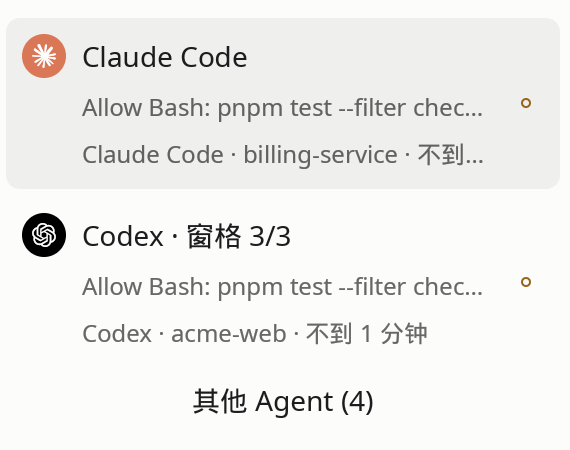 Claude Code
Allow Bash: pnpm test --filter chec...
Claude Code · billing-service · 不到...
Codex · 窗格 3/3
Allow Bash: pnpm test --filter chec...
Codex · acme-web · 不到 1 分钟
其他 Agent (4)